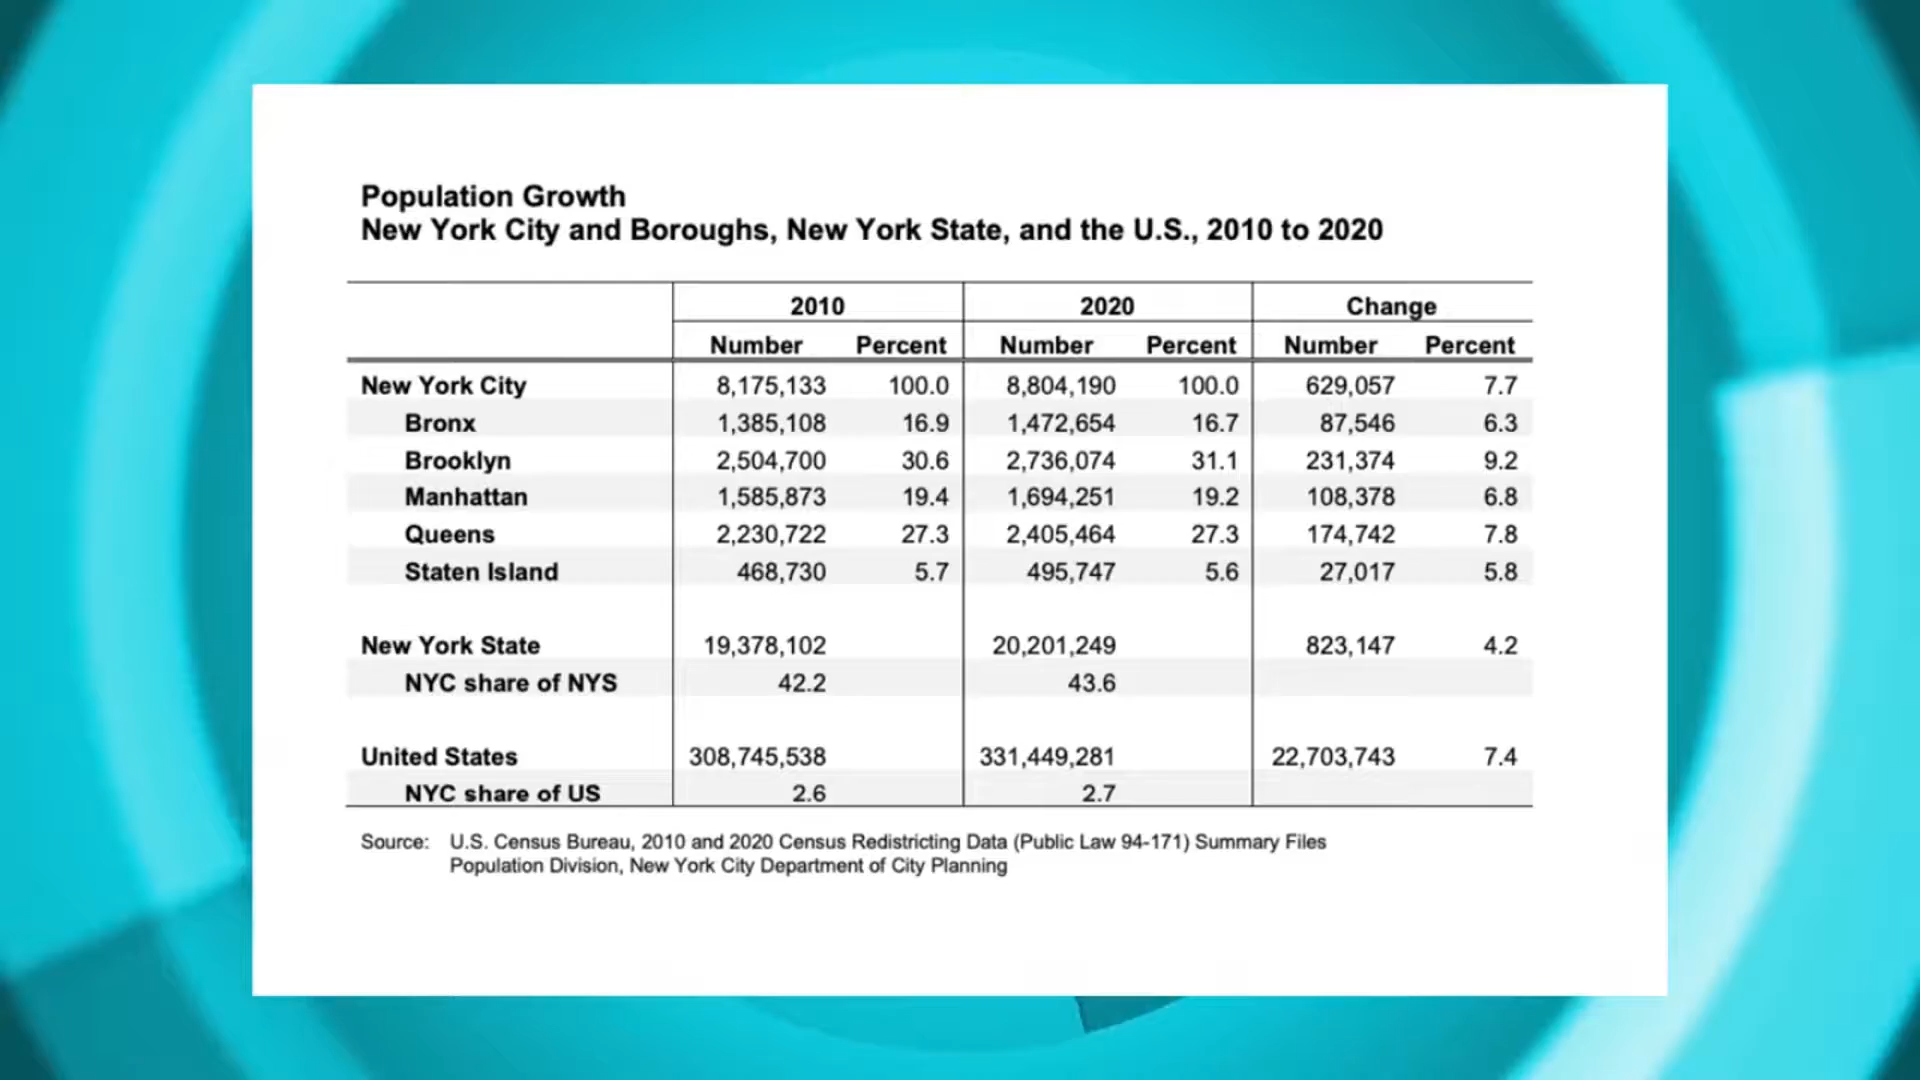 Population Growth
New York City and Boroughs, New York State, and the U.S., 2010 to 2020
2010 2020 Change
Number Percent Number Percent Number Percent
New York City 8,175,133 100.0 8,804,190 100.0 629,057 7.7
Bronx 1,385,108 16.9 1,472,654 16.7 87,546 6.3
Brooklyn 2,504,700 30.6 2,736,074 31.1 231,374 9.2
Manhattan 1,585,873 19.4 1,694,251 19.2 108,378 6.8
Queens 2,230,722 27.3 2,405,464 27.3 174,742 7.8
Staten Island 468,730 5.7 495,747 5.6 27,017 5.8
New York State 19,378,102 20,201,249 823,147 4.2
NYC share of NYS 42.2 43.6
United States 308,745,538 331,449,281 22,703,743 7.4
NYC share of US 2.6 2.7
Source: U.S. Census Bureau, 2010 and 2020 Census Redistricting Data (Public Law 94-171) Summary Files
Population Division, New York City Department of City Planning